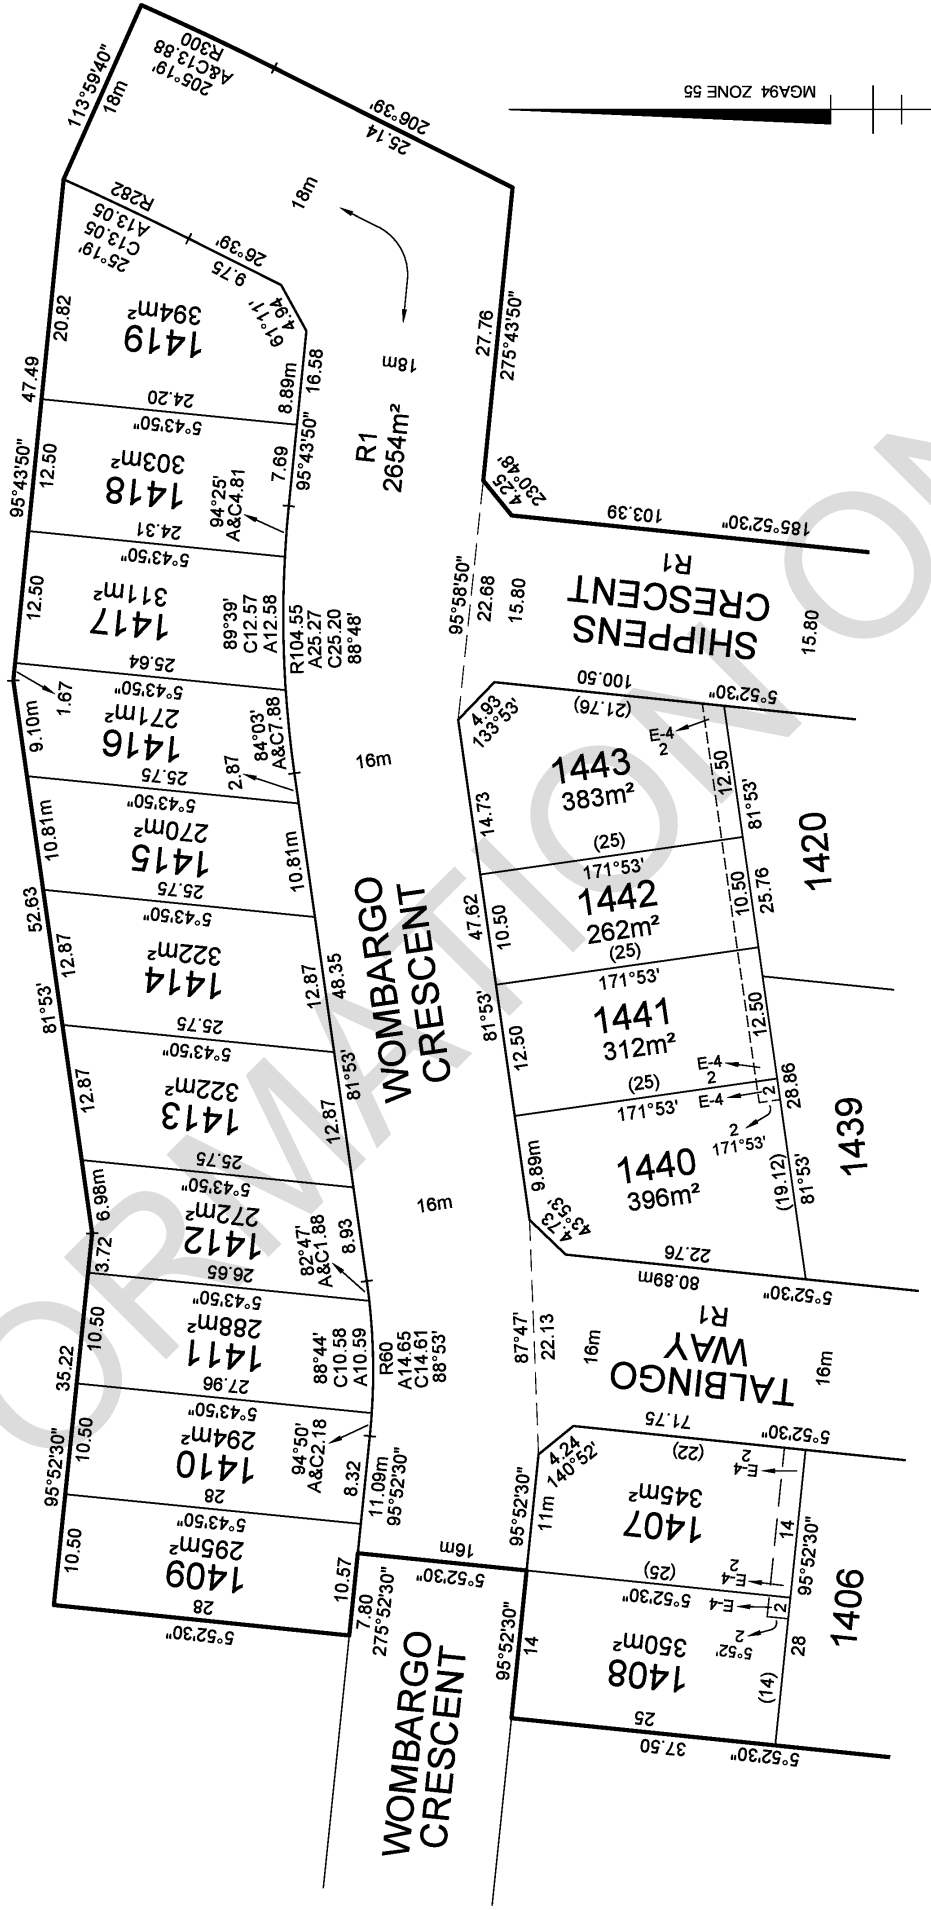 MGA94 ZONE 55
113°59'40"
18m
205°19'
A&C13.88
R300
206°39'
25.14
18m
R282
25°19'
C13.05
A13.05
26°39'
9.75
61°11'
4.94
47.49
95°43'50"
20.82
1419
394m²
24.20
5°43'50"
8.89m
16.58
95°43'50"
18m
27.76
275°43'50"
R1
2654m²
12.50
1418
303m²
24.31
5°43'50"
7.69
94°25'
A&C4.81
4.25
230°48'
12.50
1417
311m²
25.64
5°43'50"
89°39'
C12.57
A12.58
R104.55
A25.27
C25.20
88°48'
95°58'50"
22.68
15.80
103.39
185°52'30"
SHIPPENS
CRESCENT
R1
15.80
1.67
9.10m
1416
271m²
25.75
5°43'50"
84°03'
A&C7.88
2.87
16m
4.93
133°53'
100.50
5°52'30"
(21.76)
1443
383m²
E-4
2
14.73
(25)
171°53'
12.50
81°53'
10.81m
1415
270m²
25.75
5°43'50"
10.81m
52.63
81°53'
12.87
1414
322m²
25.75
5°43'50"
12.87
48.35
81°53'
WOMBARGO
CRESCENT
47.62
81°53'
10.50
1442
262m²
(25)
171°53'
10.50
25.76
1420
12.50
1441
312m²
(25)
171°53'
E-4
2
12.50
28.86
12.87
1413
322m²
25.75
5°43'50"
12.87
9.89m
1440
396m²
E-4
2
2
171°53'
(19.12)
81°53'
1439
6.98m
3.72
1412
272m²
26.65
5°43'50"
82°47'
A&C1.88
8.93
16m
4.73
43°53'
22.76
80.89m
5°52'30"
35.22
95°52'30"
10.50
1411
288m²
27.96
5°43'50"
88°44'
C10.58
A10.59
R60
A14.65
C14.61
88°53'
87°47'
22.13
16m
TALBINGO
WAY
R1
16m
10.50
1410
294m²
28
5°43'50"
94°50'
A&C2.18
8.32
11.09m
95°52'30"
95°52'30"
11m
4.24
140°52'
71.75
5°52'30"
(22)
1407
345m²
E-4
2
14
95°52'30"
10.50
1409
295m²
28
5°52'30"
10.57
7.80
275°52'30"
16m
5°52'30"
(25)
5°52'30"
E-4
2
E-4
2
2
5°52'
WOMBARGO
CRESCENT
95°52'30"
14
1408
350m²
25
37.50
5°52'30"
(14)
28
1406
ORMATION ON